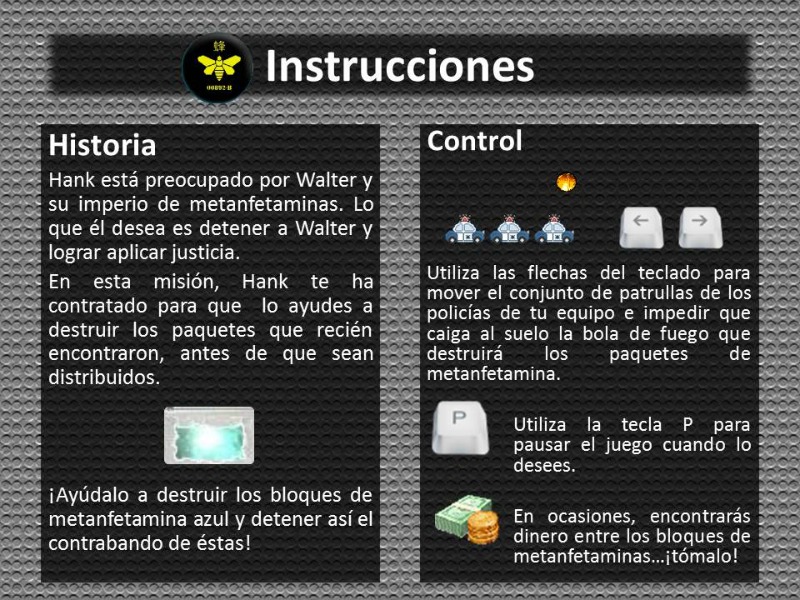 蜂
00892-B
Instrucciones
Historia
Hank está preocupado por Walter y
su imperio de metanfetaminas. Lo
que él desea es detener a Walter y
lograr aplicar justicia.
En esta misión, Hank te ha
contratado para que lo ayudes a
destruir los paquetes que recién
encontraron, antes de que sean
distribuidos.
¡Ayúdalo a destruir los bloques de
metanfetamina azul y detener así el
contrabando de éstas!
Control
Utiliza las flechas del teclado para
mover el conjunto de patrullas de los
policías de tu equipo e impedir que
caiga al suelo la bola de fuego que
destruirá los paquetes de
metanfetamina.
P
Utiliza la tecla P para
pausar el juego cuando lo
desees.
En ocasiones, encontrarás
dinero entre los bloques de
metanfetaminas...¡tómalo!